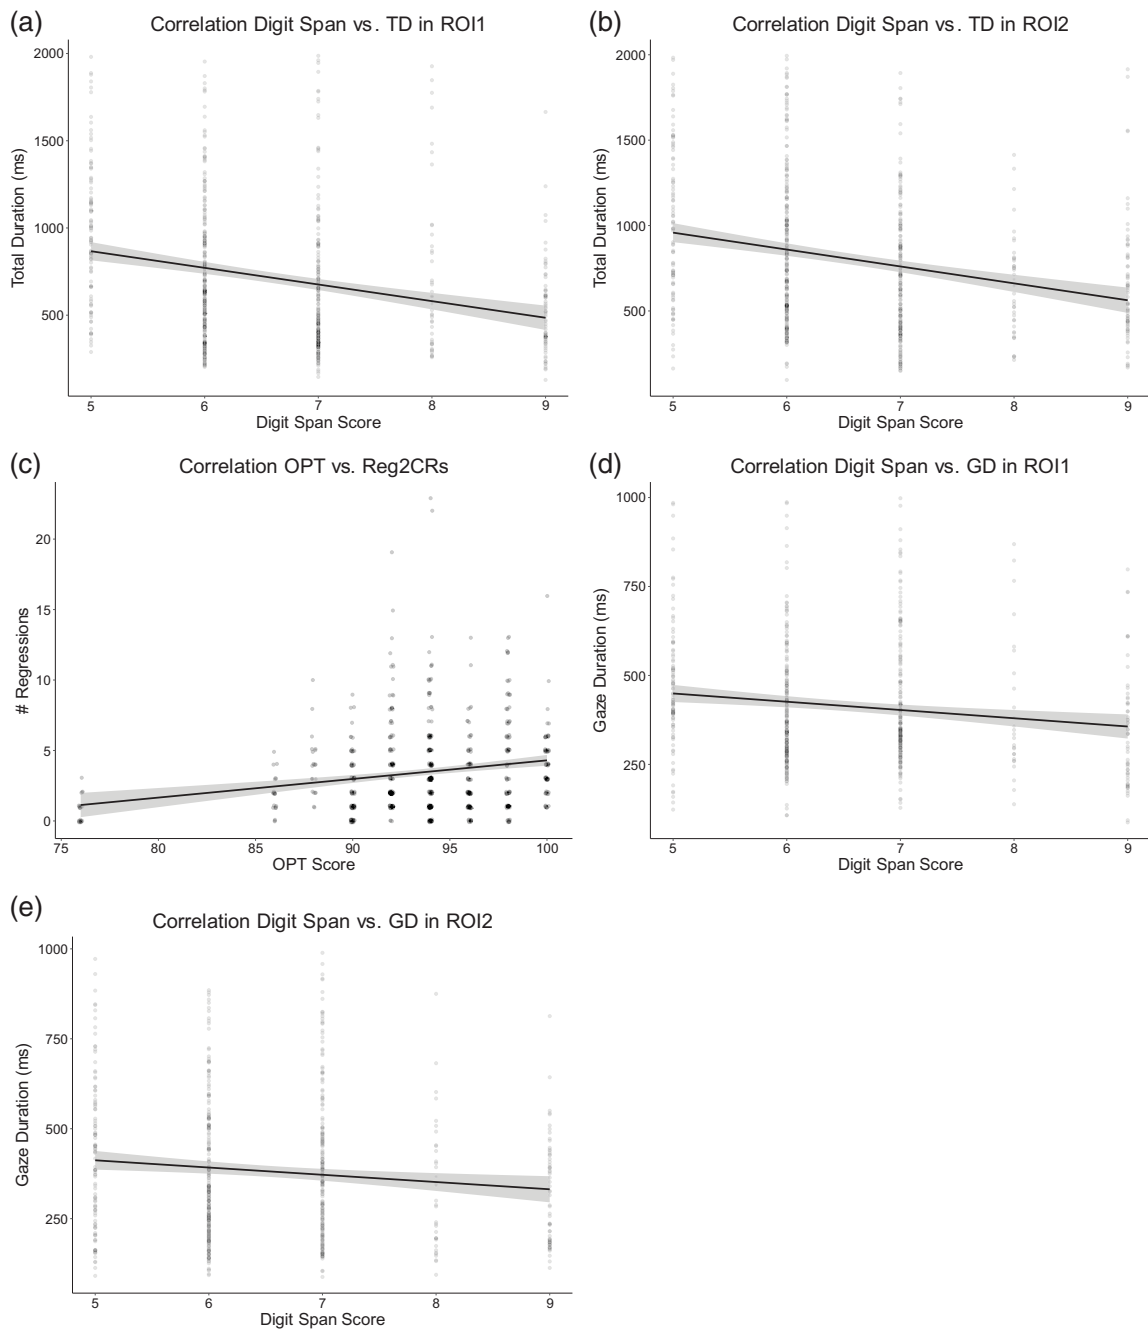 (a)
Correlation Digit Span vs. TD in ROI1
2000
1500
1000
500
Total Duration (ms)
5 6 7 8 9
Digit Span Score
(b)
Correlation Digit Span vs. TD in ROI2
2000
1500
1000
500
Total Duration (ms)
5 6 7 8 9
Digit Span Score
(c)
Correlation OPT vs. Reg2CRs
20
15
10
5
0
# Regressions
75 80 85 90 95 100
OPT Score
(d)
Correlation Digit Span vs. GD in ROI1
1000
750
500
250
Gaze Duration (ms)
5 6 7 8 9
Digit Span Score
(e)
Correlation Digit Span vs. GD in ROI2
1000
750
500
250
Gaze Duration (ms)
5 6 7 8 9
Digit Span Score